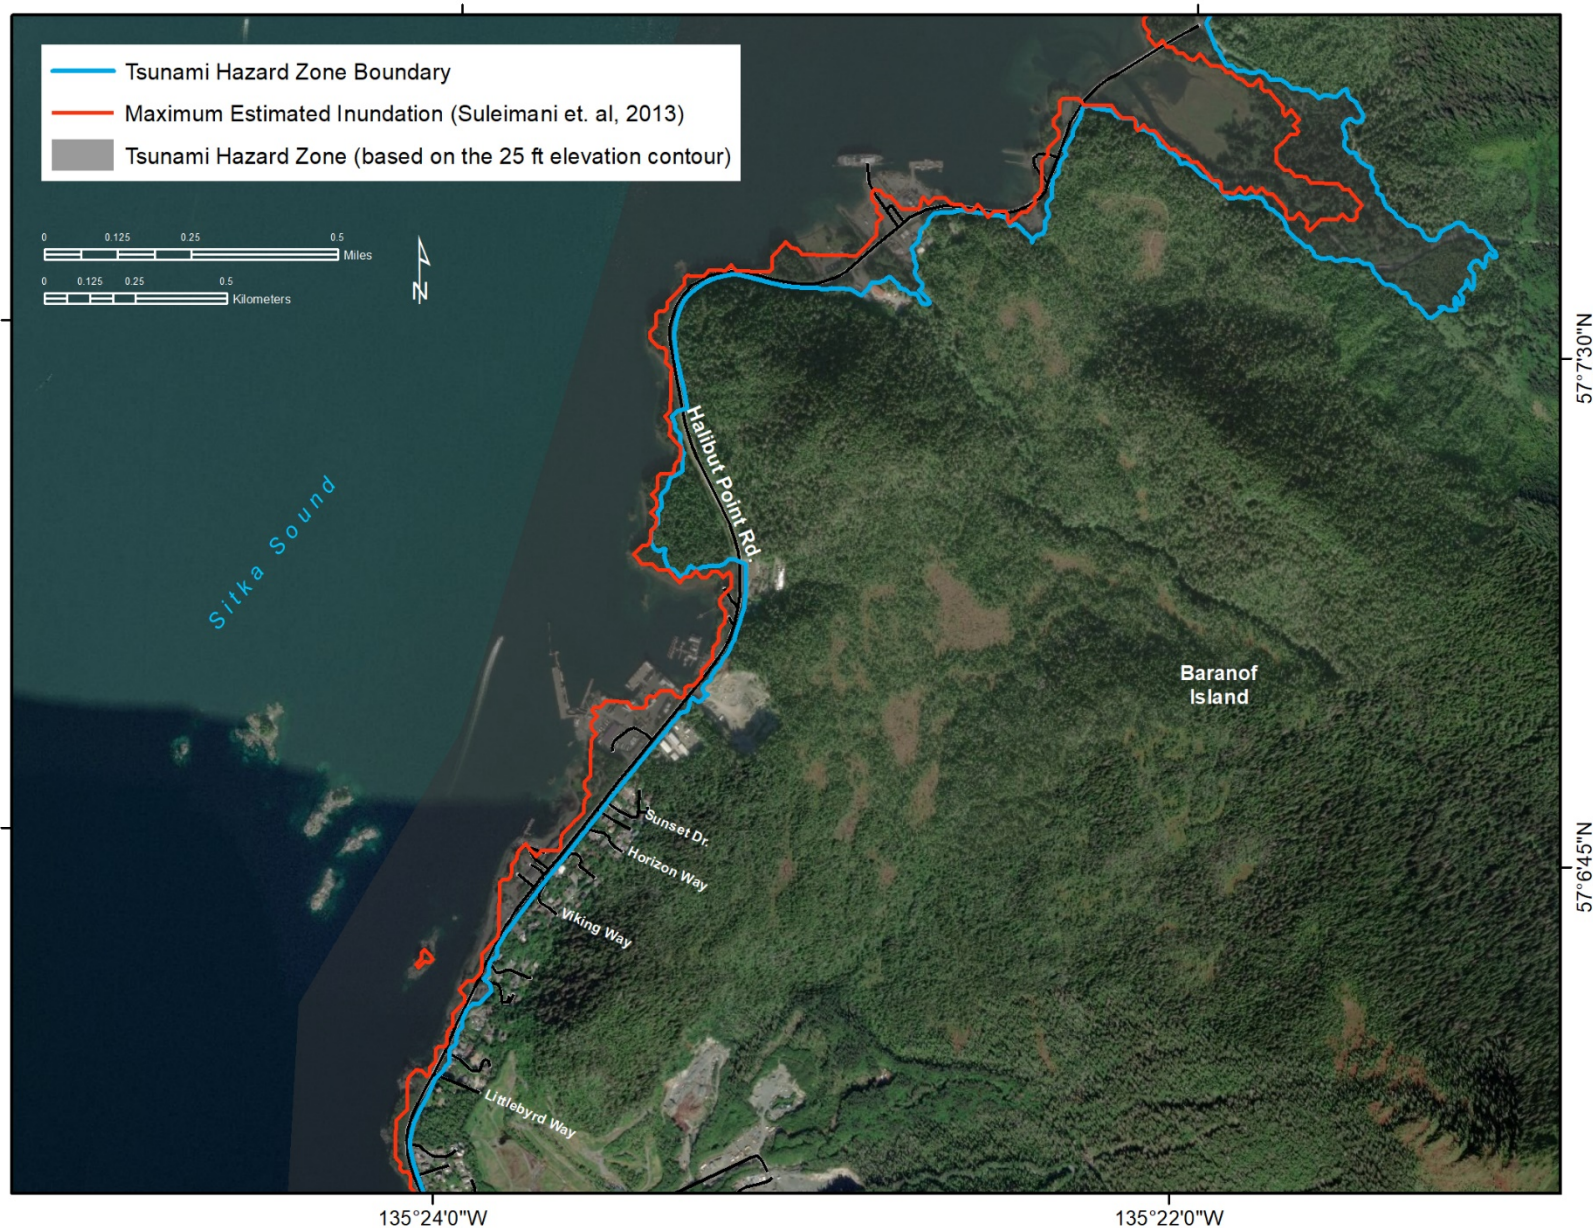 Tsunami Hazard Zone Boundary
Maximum Estimated Inundation (Suleimani et. al, 2013)
Tsunami Hazard Zone (based on the 25 ft elevation contour)
0 0.125 0.25 0.5
Miles
0 0.125 0.25 0.5
Kilometers
N
57°7'30"N
Halibut Point Rd.
Sitka Sound
Baranof
Island
Sunset Dr.
Horizon Way
57°6'45"N
Viking Way
Littlebyrd Way
135°24'0"W
135°22'0"W